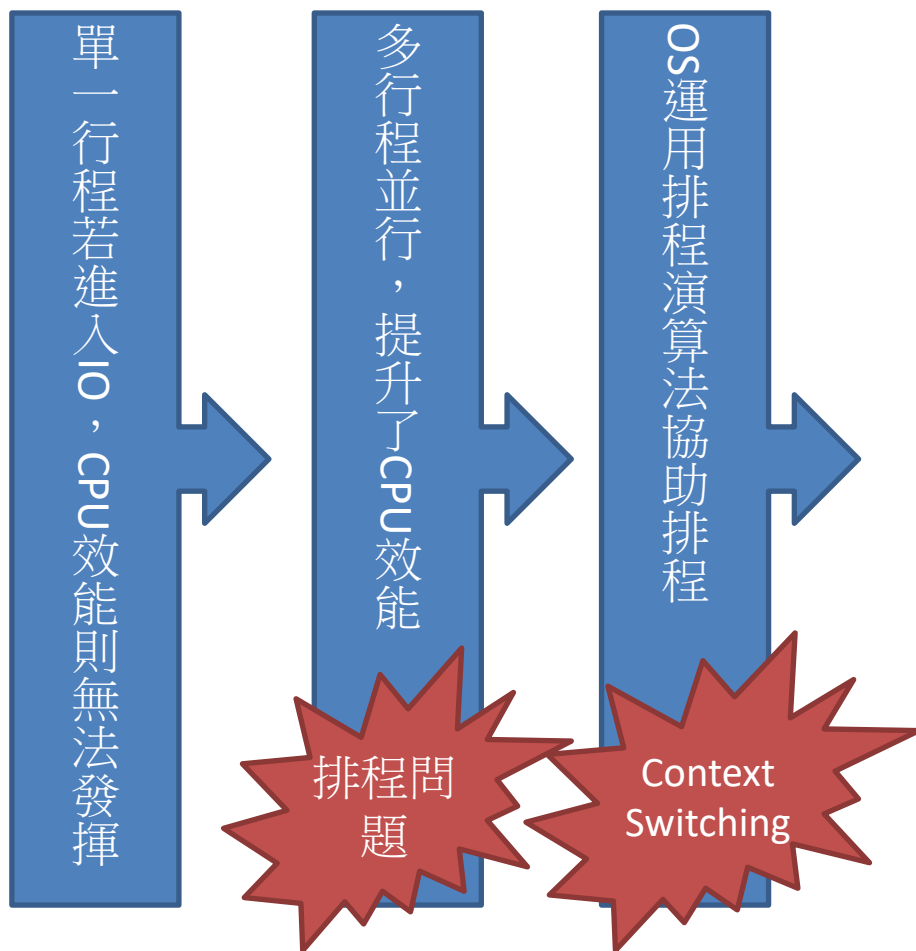 單一行程若進入IO，CPU效能則無法發揮
多行程並行，提升了CPU效能
排程問
題
OS運用排程演算法協助排程
Context
Switching